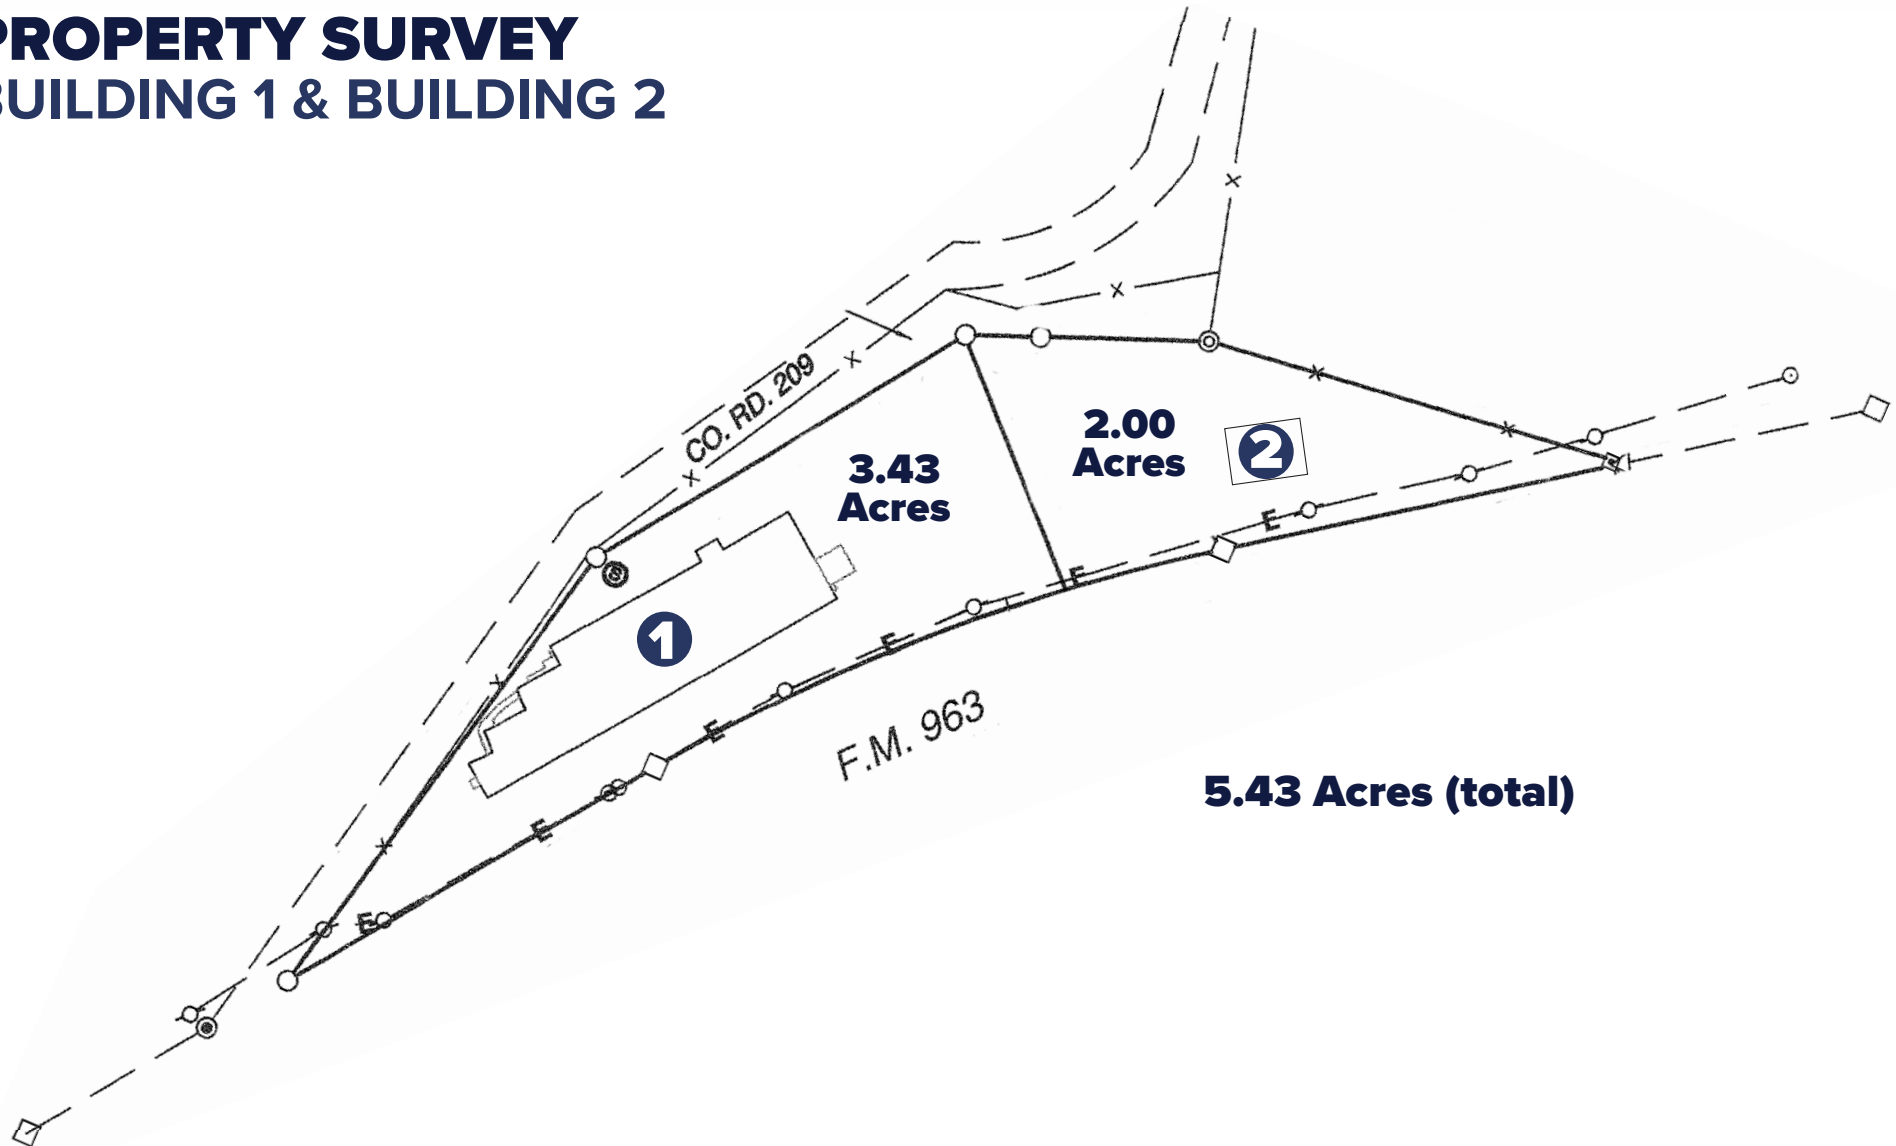 PROPERTY SURVEY
BUILDING 1 & BUILDING 2
CO. RD. 209
2.00
Acres
2
3.43
Acres
1
E
E
E
E
E
E
E
F.M. 963
5.43 Acres (total)
S